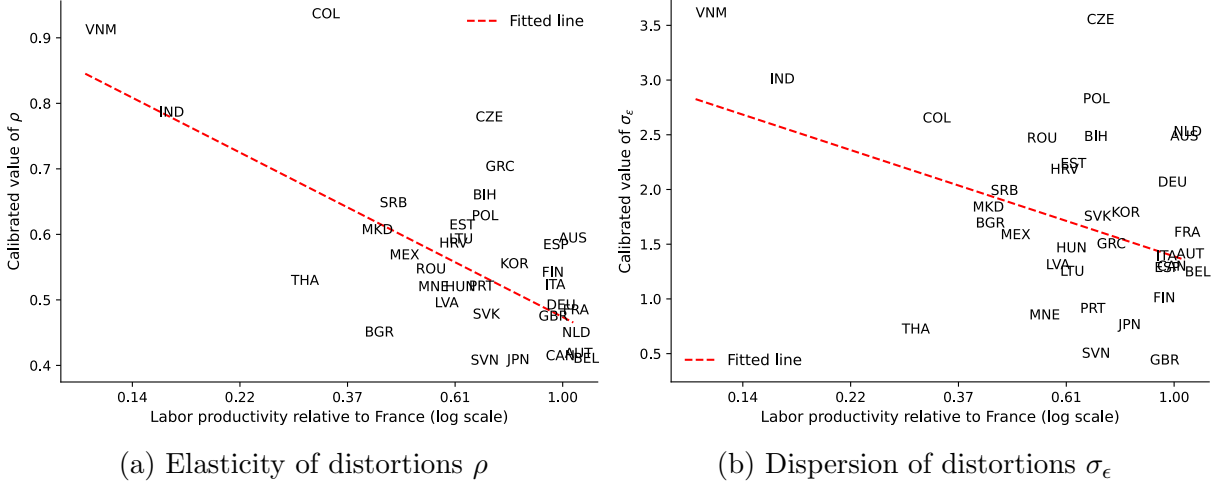 COL
Fitted line
VNM
IND
CZE
GRC
BIH
SRB
POL
EST
MKD
LTU
HRV
AUS
ESP
MEX
KOR
ROU
FIN
THA
MNE
HUN
PRT
ITA
LVA
DEU
FRA
SVK
GBR
BGR
NLD
AUT
CAN
BEL
SVN
JPN
Calibrated value of ρ
0.9
0.8
0.7
0.6
0.5
0.4
0.14
0.22
0.37
0.61
1.00
Labor productivity relative to France (log scale)
(a) Elasticity of distortions ρ
VNM
CZE
IND
POL
COL
NLD
AUS
BIH
ROU
EST
HRV
DEU
SRB
MKD
KOR
SVK
BGR
FRA
MEX
GRC
HUN
AUT
ITA
LVA
CAN
ESP
LTU
BEL
FIN
PRT
MNE
JPN
THA
SVN
GBR
Fitted line
Calibrated value of σϵ
3.5
3.0
2.5
2.0
1.5
1.0
0.5
0.14
0.22
0.37
0.61
1.00
Labor productivity relative to France (log scale)
(b) Dispersion of distortions σϵ